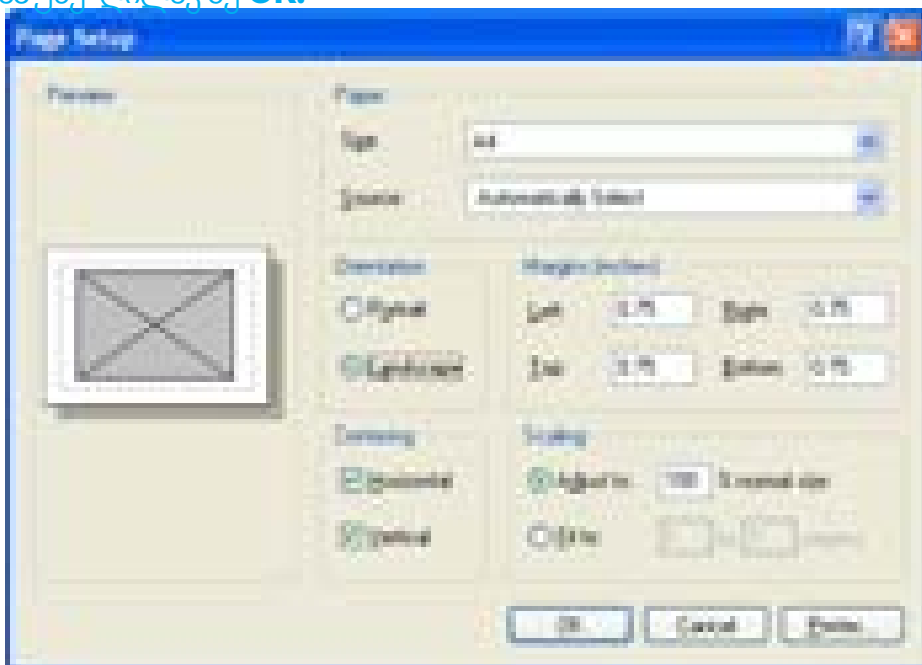 OK.
Page Setup
Preview
Paper
Size A4
Source Automatically Select
Orientation
Portrait
Landscape
Margins (inches)
Left 0.75 Right 0.75
Top 0.75 Bottom 0.75
Centering
Horizontal
Vertical
Scaling
Adjust to 100 % normal size
Fit to
OK Cancel Printer...